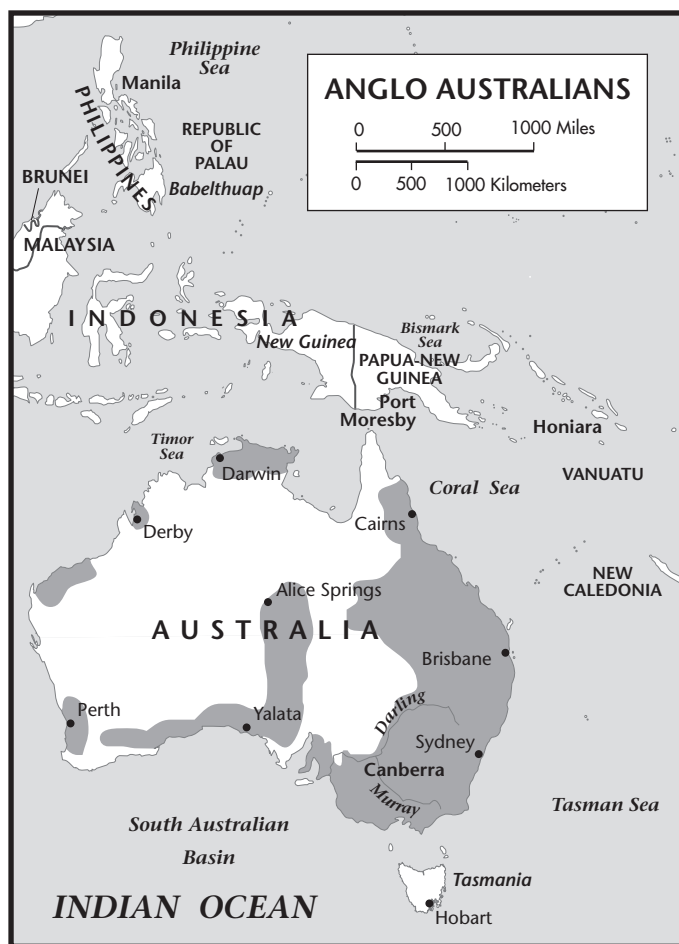 Philippine
Sea
Manila
PHILIPPINES
REPUBLIC
OF
PALAU
Babelthuap
BRUNEI
MALAYSIA
ANGLO AUSTRALIANS
0 500 1000 Miles
0 500 1000 Kilometers
INDONESIA
New Guinea
Bismark
Sea
PAPUA-NEW
GUINEA
Port
Moresby
Honiara
Timor
Sea
Darwin
VANUATU
Coral Sea
Derby
Cairns
NEW
CALEDONIA
Alice Springs
AUSTRALIA
Brisbane
Perth
Yalata
Darling
Sydney
Canberra
Murray
Tasman Sea
South Australian
Basin
Tasmania
INDIAN OCEAN
Hobart